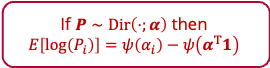 If P ~ Dir(·; α) then
E[log(Pᵢ)] = ψ(αᵢ) − ψ(αᵀ1)